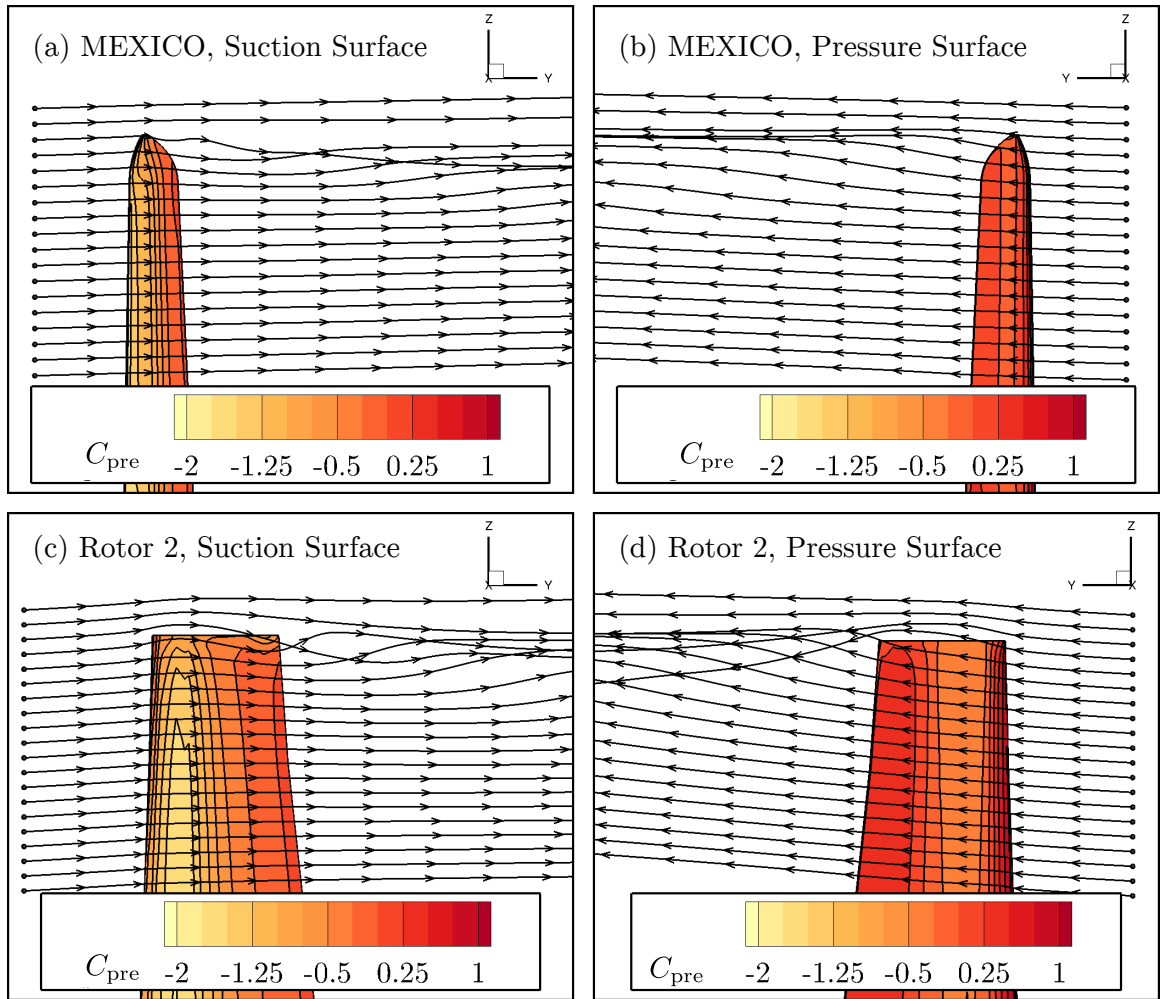 (a) MEXICO, Suction Surface
Z
X
Y
C_pre
-2 -1.25 -0.5 0.25 1
(b) MEXICO, Pressure Surface
Z
Y
X
C_pre
-2 -1.25 -0.5 0.25 1
(c) Rotor 2, Suction Surface
Z
X
Y
C_pre
-2 -1.25 -0.5 0.25 1
(d) Rotor 2, Pressure Surface
Z
Y
X
C_pre
-2 -1.25 -0.5 0.25 1